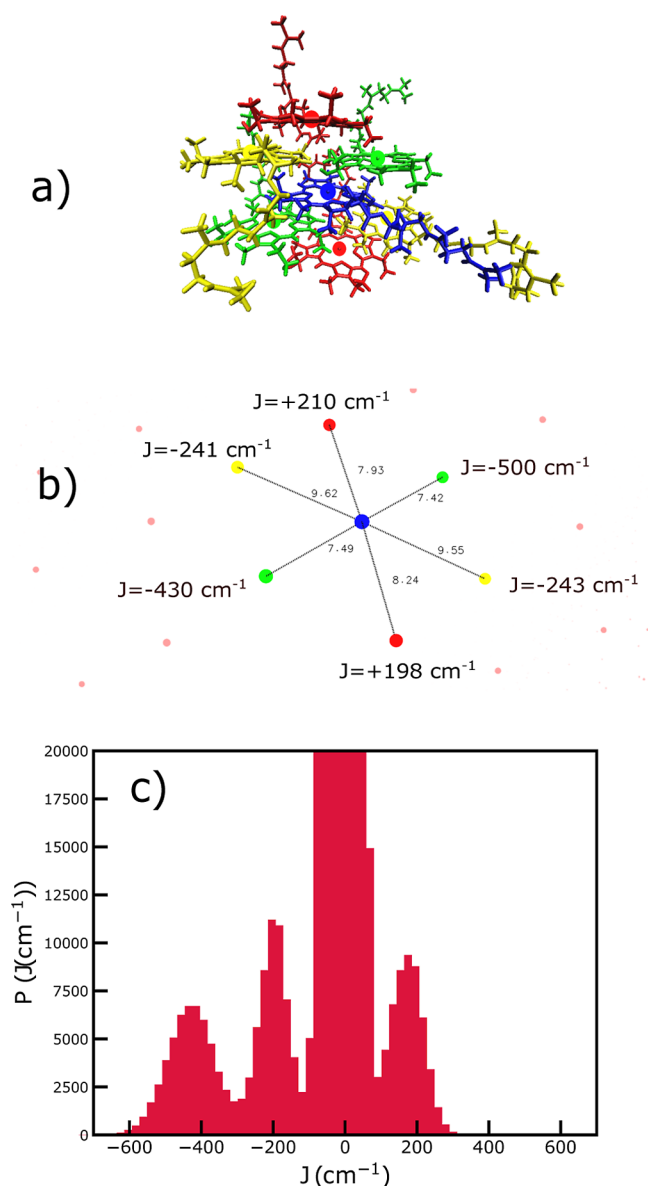 a)
b)
J=+210 cm⁻¹
J=-241 cm⁻¹
J=-500 cm⁻¹
7.93
9.62
7.42
7.49
9.55
8.24
J=-430 cm⁻¹
J=-243 cm⁻¹
J=+198 cm⁻¹
c)
20000
17500
15000
12500
10000
7500
5000
2500
0
P (J(cm⁻¹))
−600 −400 −200 0 200 400 600
J (cm⁻¹)